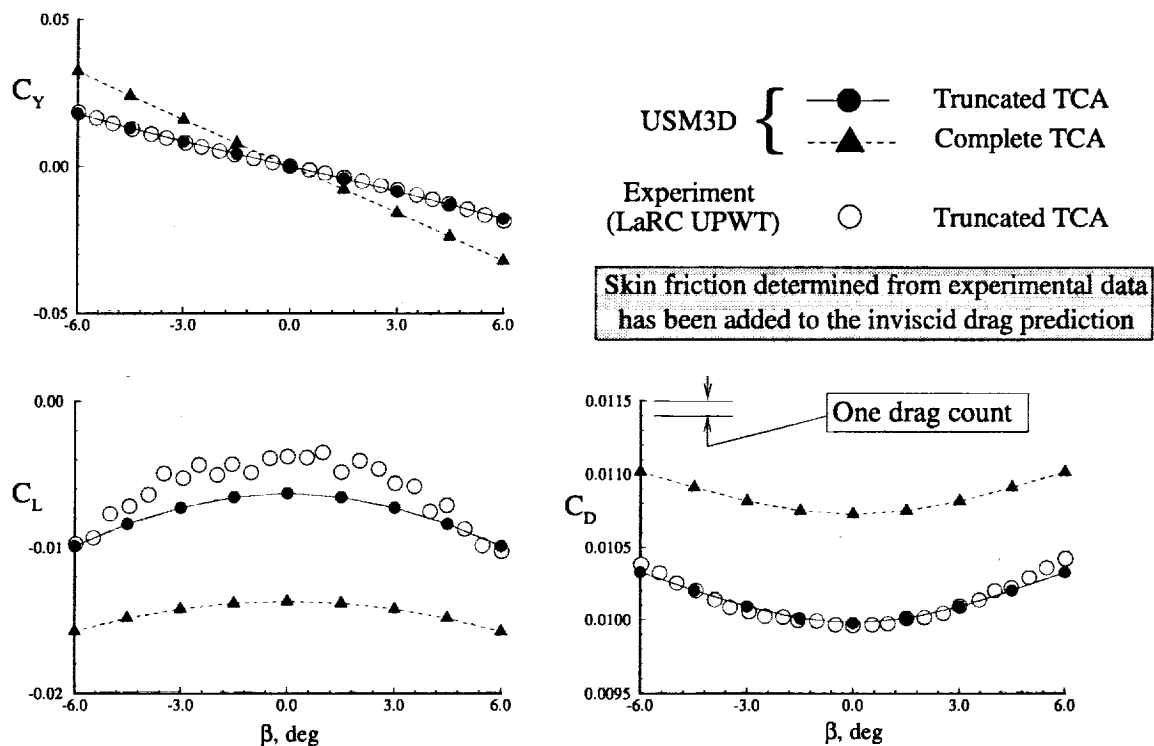 0.05
C_Y
0.00
-0.05
-6.0 -3.0 0.0 3.0 6.0
USM3D { Truncated TCA
Complete TCA
Experiment
(LaRC UPWT) Truncated TCA
Skin friction determined from experimental data
has been added to the inviscid drag prediction
0.00
C_L
-0.01
-0.02
-6.0 -3.0 0.0 3.0 6.0
β, deg
0.0115
One drag count
0.0110
C_D
0.0105
0.0100
0.0095
-6.0 -3.0 0.0 3.0 6.0
β, deg